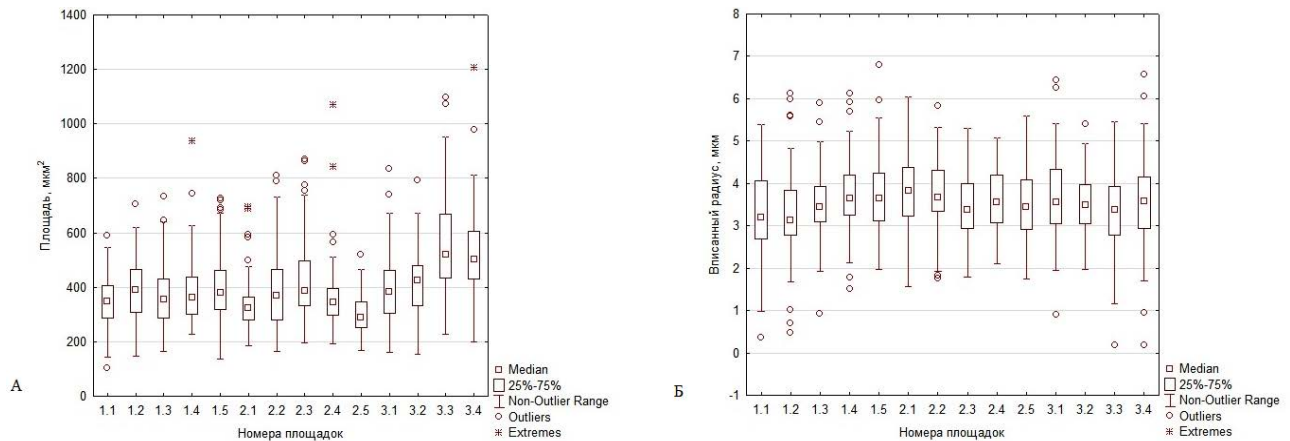 1400
1200
1000
800
600
400
200
0
Площадь, мкм²
1.1 1.2 1.3 1.4 1.5 2.1 2.2 2.3 2.4 2.5 3.1 3.2 3.3 3.4
Номера площадок
Median
25%-75%
Non-Outlier Range
Outliers
Extremes
А
8
7
6
5
4
3
2
1
0
-1
Вписанный радиус, мкм
1.1 1.2 1.3 1.4 1.5 2.1 2.2 2.3 2.4 2.5 3.1 3.2 3.3 3.4
Номера площадок
Median
25%-75%
Non-Outlier Range
Outliers
Extremes
Б